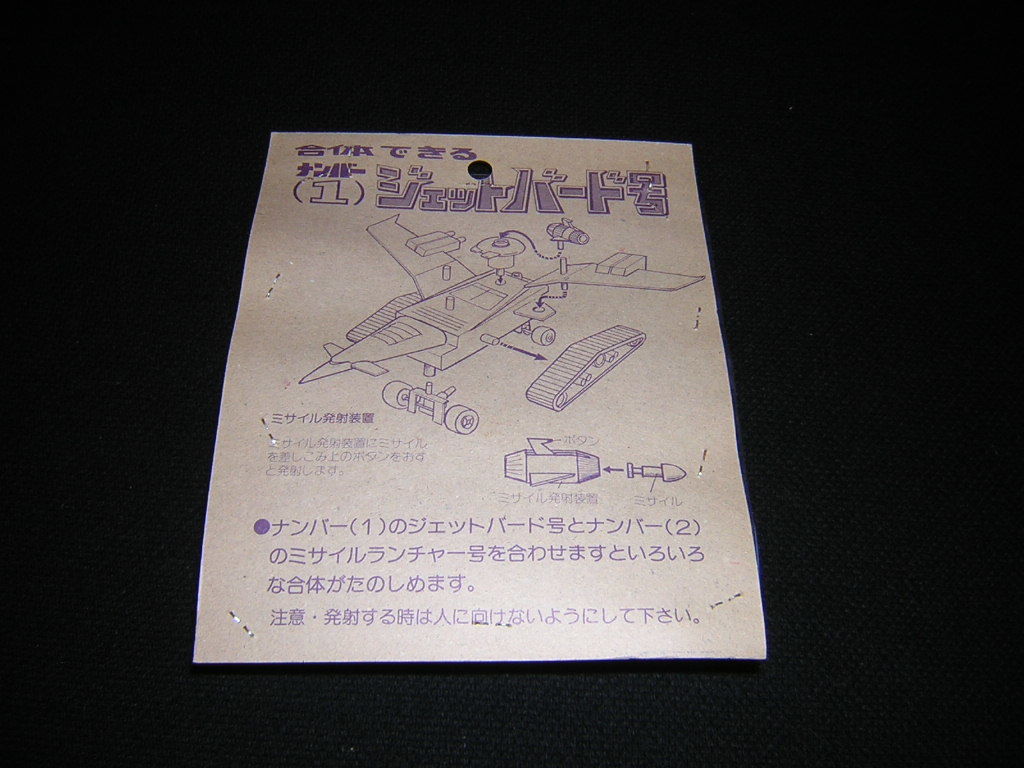 合体できる
ナンバー
(1) ジェットバード号
ミサイル発射装置
ミサイル発射装置にミサイル
を差しこみ上のボタンをおす
と発射します。
ボタン
ミサイル発射装置
ミサイル
●ナンバー(1)のジェットバード号とナンバー(2)
のミサイルランチャー号を合わせますといろいろ
な合体がたのしめます。
注意・発射する時は人に向けないようにして下さい。